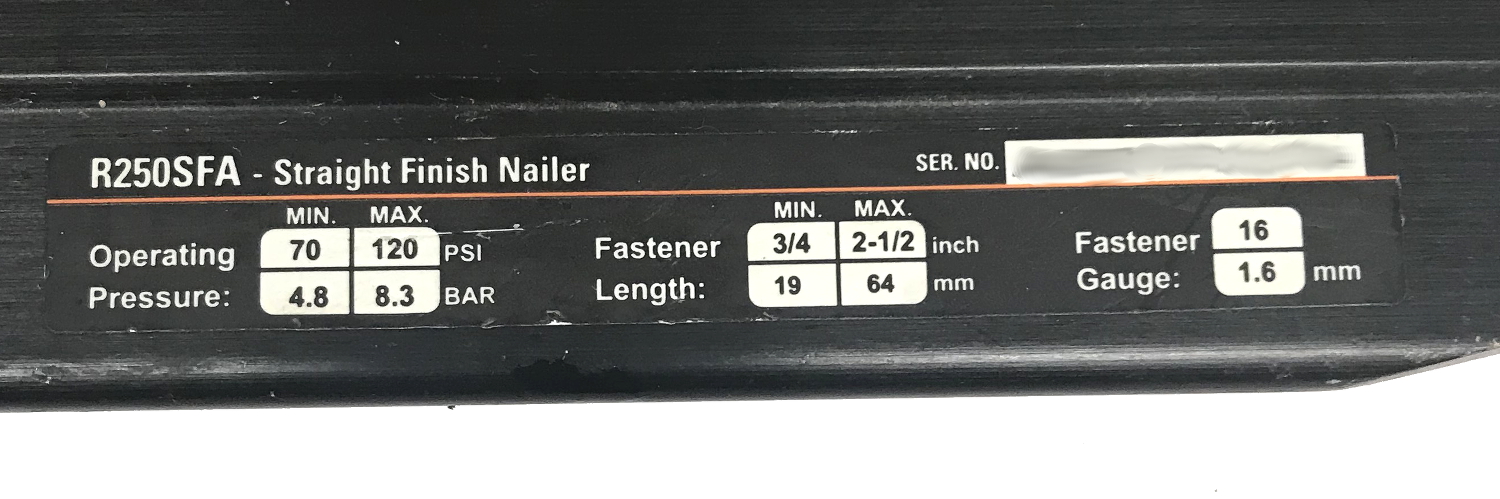 R250SFA - Straight Finish Nailer SER. NO.
MIN. MAX. MIN. MAX.
Operating 70 120 PSI Fastener 3/4 2-1/2 inch Fastener 16
Pressure: 4.8 8.3 BAR Length: 19 64 mm Gauge: 1.6 mm